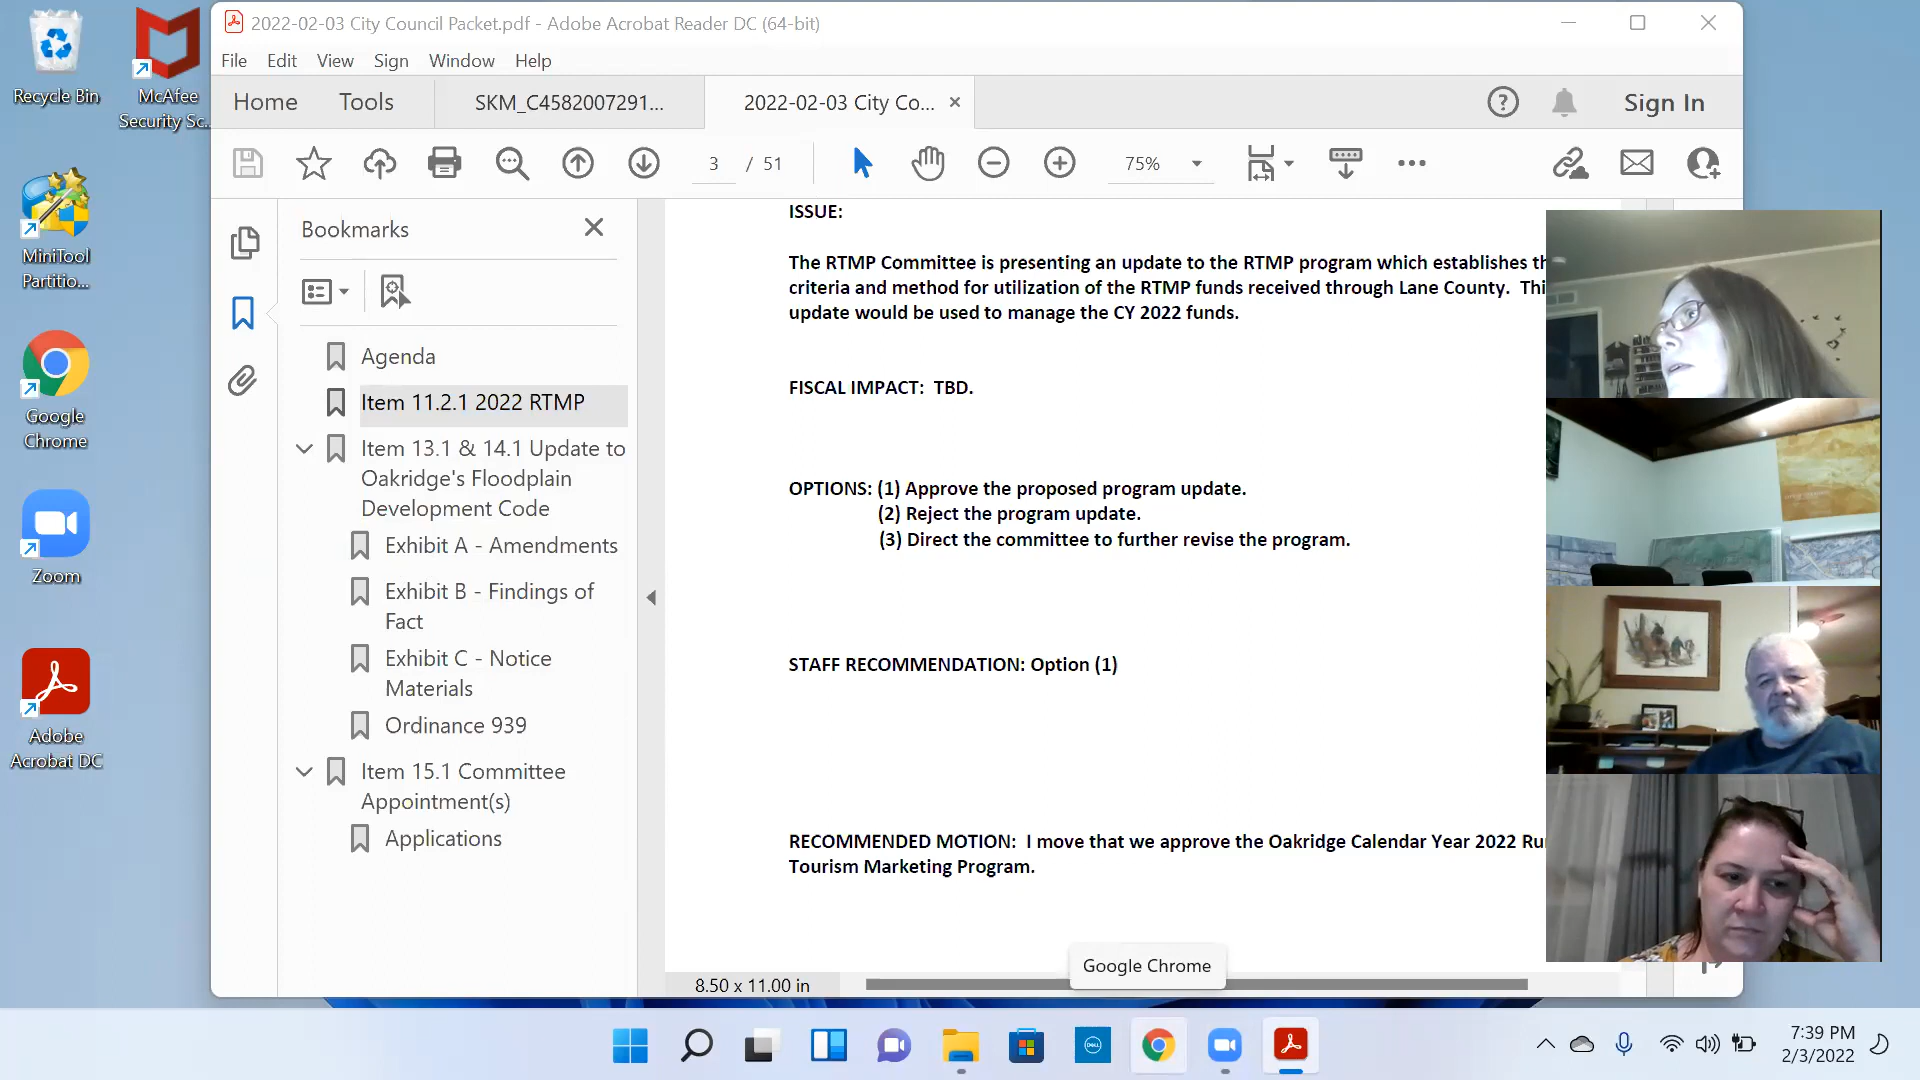 2022-02-03 City Council Packet.pdf - Adobe Acrobat Reader DC (64-bit)
File Edit View Sign Window Help
Home Tools SKM_C4582007291... 2022-02-03 City Co... Sign In
3 / 51 75%
Recycle Bin
McAfee
Security Sc...
MiniTool
Partitio...
Google
Chrome
Zoom
Adobe
Acrobat DC
Bookmarks
Agenda
Item 11.2.1 2022 RTMP
Item 13.1 & 14.1 Update to
Oakridge's Floodplain
Development Code
Exhibit A - Amendments
Exhibit B - Findings of
Fact
Exhibit C - Notice
Materials
Ordinance 939
Item 15.1 Committee
Appointment(s)
Applications
ISSUE:
The RTMP Committee is presenting an update to the RTMP program which establishes th
criteria and method for utilization of the RTMP funds received through Lane County. Thi
update would be used to manage the CY 2022 funds.
FISCAL IMPACT: TBD.
OPTIONS: (1) Approve the proposed program update.
(2) Reject the program update.
(3) Direct the committee to further revise the program.
STAFF RECOMMENDATION: Option (1)
RECOMMENDED MOTION: I move that we approve the Oakridge Calendar Year 2022 Ru
Tourism Marketing Program.
Google Chrome
8.50 x 11.00 in
DELL
7:39 PM
2/3/2022